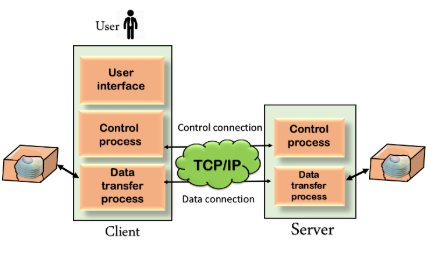 User
User
interface
Control
process
Data
transfer
process
Client
Control connection
TCP/IP
Data connection
Control
process
Data
transfer
process
Server